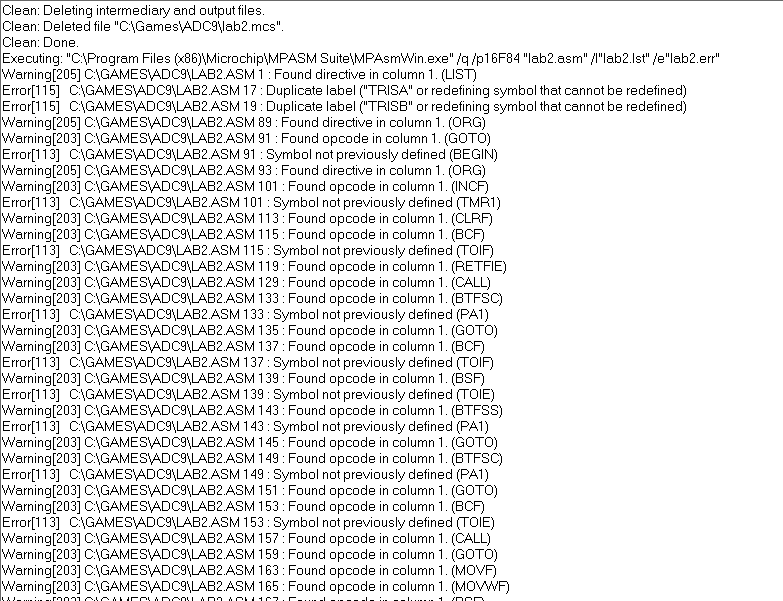 Clean: Deleting intermediary and output files.
Clean: Deleted file "C:\Games\ADC9\lab2.mcs".
Clean: Done.
Executing: "C:\Program Files (x86)\Microchip\MPASM Suite\MPAsmWin.exe" /q /p16F84 "lab2.asm" /l"lab2.lst" /e"lab2.err"
Warning[205] C:\GAMES\ADC9\LAB2.ASM 1 : Found directive in column 1. (LIST)
Error[115]   C:\GAMES\ADC9\LAB2.ASM 17 : Duplicate label ("TRISA" or redefining symbol that cannot be redefined)
Error[115]   C:\GAMES\ADC9\LAB2.ASM 19 : Duplicate label ("TRISB" or redefining symbol that cannot be redefined)
Warning[205] C:\GAMES\ADC9\LAB2.ASM 89 : Found directive in column 1. (ORG)
Warning[203] C:\GAMES\ADC9\LAB2.ASM 91 : Found opcode in column 1. (GOTO)
Error[113]   C:\GAMES\ADC9\LAB2.ASM 91 : Symbol not previously defined (BEGIN)
Warning[205] C:\GAMES\ADC9\LAB2.ASM 93 : Found directive in column 1. (ORG)
Warning[203] C:\GAMES\ADC9\LAB2.ASM 101 : Found opcode in column 1. (INCF)
Error[113]   C:\GAMES\ADC9\LAB2.ASM 101 : Symbol not previously defined (TMR1)
Warning[203] C:\GAMES\ADC9\LAB2.ASM 113 : Found opcode in column 1. (CLRF)
Warning[203] C:\GAMES\ADC9\LAB2.ASM 115 : Found opcode in column 1. (BCF)
Error[113]   C:\GAMES\ADC9\LAB2.ASM 115 : Symbol not previously defined (TOIF)
Warning[203] C:\GAMES\ADC9\LAB2.ASM 119 : Found opcode in column 1. (RETFIE)
Warning[203] C:\GAMES\ADC9\LAB2.ASM 129 : Found opcode in column 1. (CALL)
Warning[203] C:\GAMES\ADC9\LAB2.ASM 133 : Found opcode in column 1. (BTFSC)
Error[113]   C:\GAMES\ADC9\LAB2.ASM 133 : Symbol not previously defined (PA1)
Warning[203] C:\GAMES\ADC9\LAB2.ASM 135 : Found opcode in column 1. (GOTO)
Warning[203] C:\GAMES\ADC9\LAB2.ASM 137 : Found opcode in column 1. (BCF)
Error[113]   C:\GAMES\ADC9\LAB2.ASM 137 : Symbol not previously defined (TOIF)
Warning[203] C:\GAMES\ADC9\LAB2.ASM 139 : Found opcode in column 1. (BSF)
Error[113]   C:\GAMES\ADC9\LAB2.ASM 139 : Symbol not previously defined (TOIE)
Warning[203] C:\GAMES\ADC9\LAB2.ASM 143 : Found opcode in column 1. (BTFSS)
Error[113]   C:\GAMES\ADC9\LAB2.ASM 143 : Symbol not previously defined (PA1)
Warning[203] C:\GAMES\ADC9\LAB2.ASM 145 : Found opcode in column 1. (GOTO)
Warning[203] C:\GAMES\ADC9\LAB2.ASM 149 : Found opcode in column 1. (BTFSC)
Error[113]   C:\GAMES\ADC9\LAB2.ASM 149 : Symbol not previously defined (PA1)
Warning[203] C:\GAMES\ADC9\LAB2.ASM 151 : Found opcode in column 1. (GOTO)
Warning[203] C:\GAMES\ADC9\LAB2.ASM 153 : Found opcode in column 1. (BCF)
Error[113]   C:\GAMES\ADC9\LAB2.ASM 153 : Symbol not previously defined (TOIE)
Warning[203] C:\GAMES\ADC9\LAB2.ASM 157 : Found opcode in column 1. (CALL)
Warning[203] C:\GAMES\ADC9\LAB2.ASM 159 : Found opcode in column 1. (GOTO)
Warning[203] C:\GAMES\ADC9\LAB2.ASM 163 : Found opcode in column 1. (MOVF)
Warning[203] C:\GAMES\ADC9\LAB2.ASM 165 : Found opcode in column 1. (MOVWF)